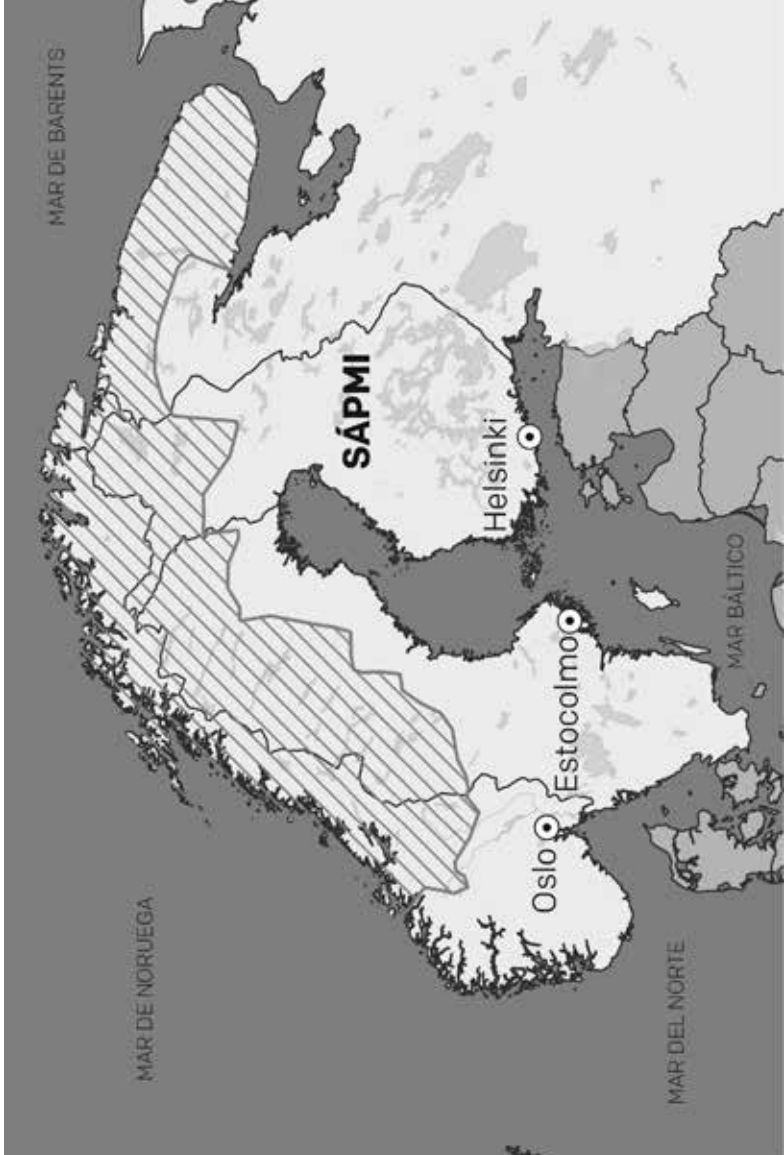 MAR DE BARENTS
MAR DE NORUEGA
SÁPMI
Helsinki
Estocolmo
Oslo
MAR BÁLTICO
MAR DEL NORTE